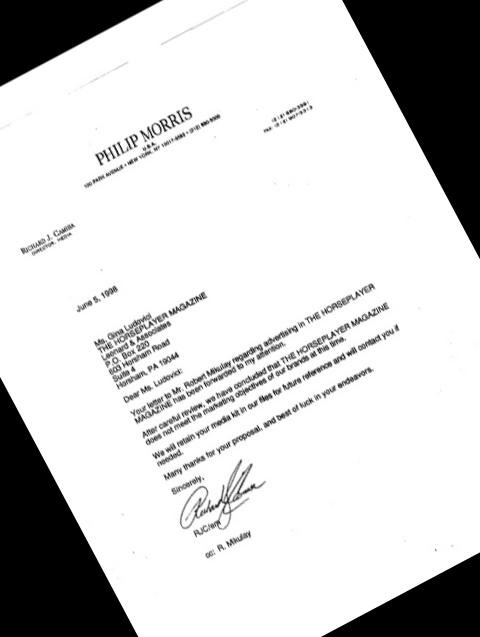 PHILIP MORRIS
U.S.A.
120 PARK AVENUE • NEW YORK, NY 10017-5592 • (212) 880-5000
RICHARD J. CAMISA
DIRECTOR, MEDIA
June 5, 1998
Ms. Gina Ludovici
THE HORSEPLAYER MAGAZINE
Leonard & Associates
P.O. Box 220
603 Horsham Road
Suite 4
Horsham, PA 19044
Dear Ms. Ludovici:
Your letter to Mr. Robert Mikulay regarding advertising in THE HORSEPLAYER
MAGAZINE has been forwarded to my attention.
After careful review, we have concluded that THE HORSEPLAYER MAGAZINE
does not meet the marketing objectives of our brands at this time.
We will retain your media kit in our files for future reference and will contact you if
needed.
Many thanks for your proposal, and best of luck in your endeavors.
Sincerely,
RJC/am
cc: R. Mikulay